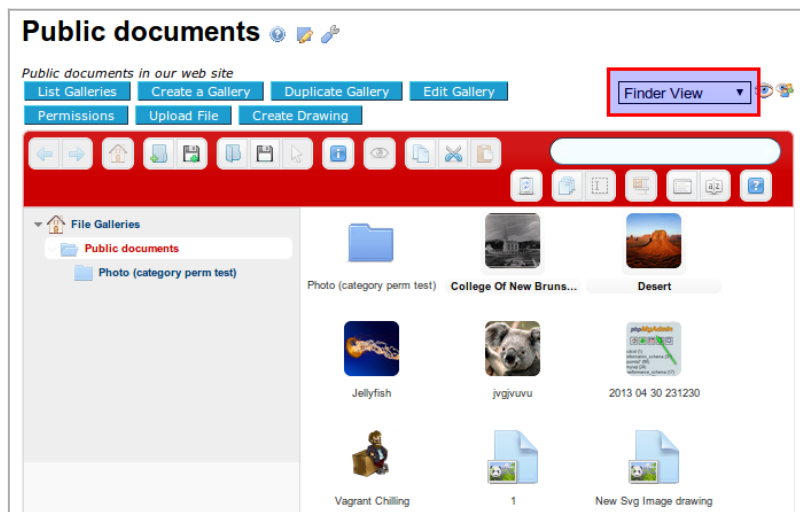 Public documents
Public documents in our web site
List Galleries Create a Gallery Duplicate Gallery Edit Gallery
Finder View
Permissions Upload File Create Drawing
File Galleries
Public documents
Photo (category perm test)
Photo (category perm test) College Of New Bruns... Desert
phpMyAdmin
Jellyfish jvgjvuvu 2013 04 30 231230
Vagrant Chilling 1 New Svg Image drawing